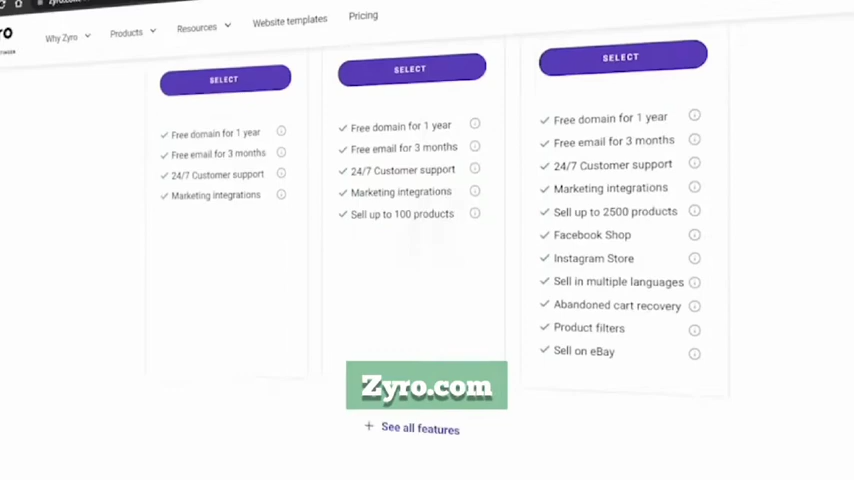 Why Zyro
Products
Resources
Website templates
Pricing
SELECT
Free domain for 1 year
Free email for 3 months
24/7 Customer support
Marketing integrations
SELECT
Free domain for 1 year
Free email for 3 months
24/7 Customer support
Marketing integrations
Sell up to 100 products
SELECT
Free domain for 1 year
Free email for 3 months
24/7 Customer support
Marketing integrations
Sell up to 2500 products
Facebook Shop
Instagram Store
Sell in multiple languages
Abandoned cart recovery
Product filters
Sell on eBay
Zyro.com
+ See all features